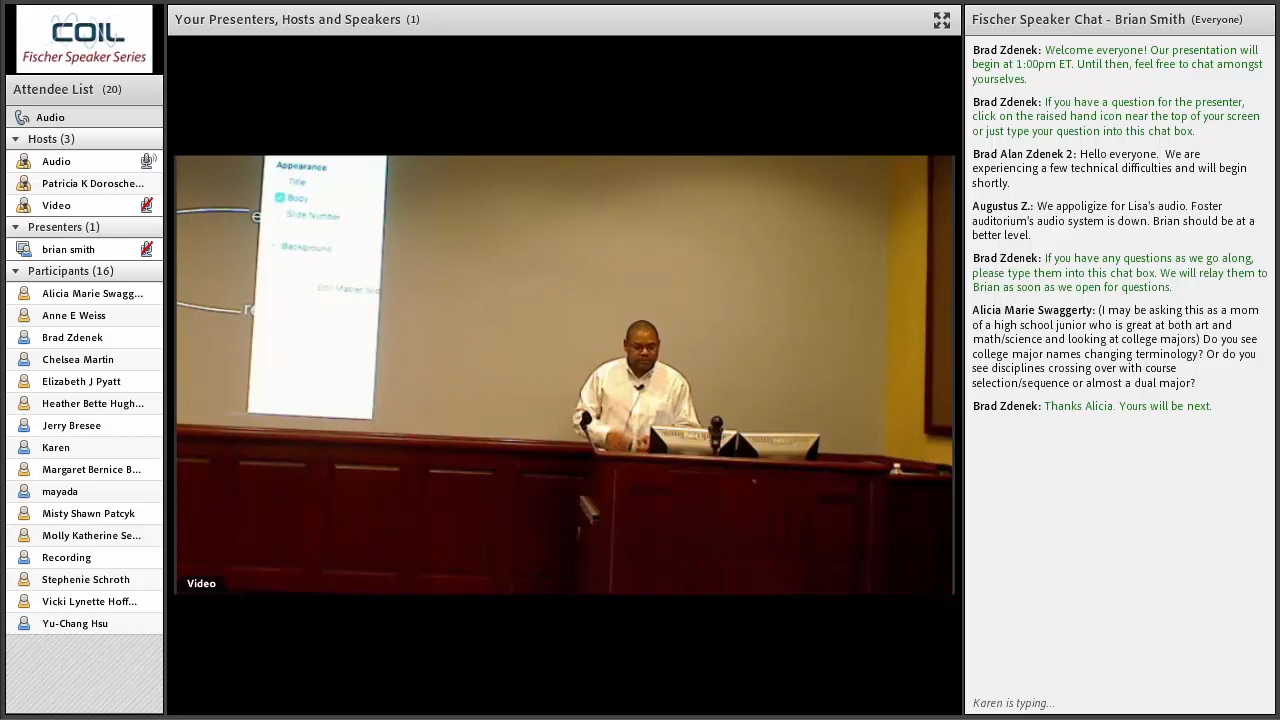 COIL
Fischer Speaker Series
Attendee List (20)
Audio
Hosts (3)
Audio
Patricia K Dorosche...
Video
Presenters (1)
brian smith
Participants (16)
Alicia Marie Swagg...
Anne E Weiss
Brad Zdenek
Chelsea Martin
Elizabeth J Pyatt
Heather Bette Hugh...
Jerry Bresee
Karen
Margaret Bernice B...
mayada
Misty Shawn Patcyk
Molly Katherine Se...
Recording
Stephenie Schroth
Vicki Lynette Hoff...
Yu-Chang Hsu
Your Presenters, Hosts and Speakers (1)
Appearance
Title
Body
Slide Number
Background
Edit Master Slid
e
re
Video
Fischer Speaker Chat - Brian Smith (Everyone)
Brad Zdenek: Welcome everyone! Our presentation will
begin at 1:00pm ET. Until then, feel free to chat amongst
yourselves.
Brad Zdenek: If you have a question for the presenter,
click on the raised hand icon near the top of your screen
or just type your question into this chat box.
Brad Alan Zdenek 2: Hello everyone. We are
experiencing a few technical difficulties and will begin
shortly.
Augustus Z.: We appoligize for Lisa's audio. Foster
auditorium's audio system is down. Brian should be at a
better level.
Brad Zdenek: If you have any questions as we go along,
please type them into this chat box. We will relay them to
Brian as soon as we open for questions.
Alicia Marie Swaggerty: (I may be asking this as a mom
of a high school junior who is great at both art and
math/science and looking at college majors) Do you see
college major names changing terminology? Or do you
see disciplines crossing over with course
selection/sequence or almost a dual major?
Brad Zdenek: Thanks Alicia. Yours will be next.
Karen is typing...